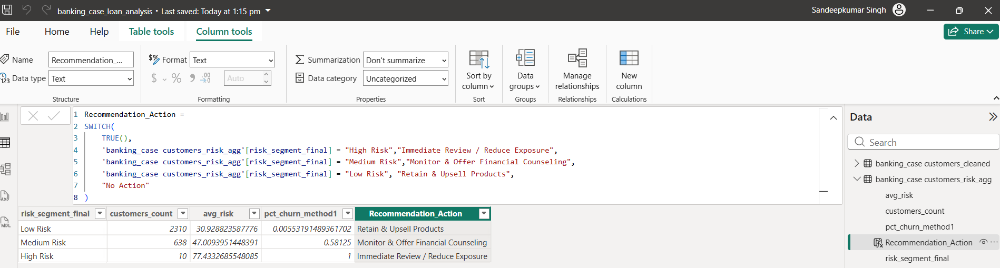 banking_case_loan_analysis • Last saved: Today at 1:15 pm
Sandeepkumar Singh
File Home Help Table tools Column tools
Share
Name Recommendation_...
Data type Text
Structure
Format Text
$ % 9 .00
Auto
Formatting
Summarization Don't summarize
Data category Uncategorized
Properties
Sort by
column
Sort
Data
groups
Groups
Manage
relationships
Relationships
New
column
Calculations
1 Recommendation_Action =
2 SWITCH(
3 TRUE(),
4 'banking_case customers_risk_agg'[risk_segment_final] = "High Risk","Immediate Review / Reduce Exposure",
5 'banking_case customers_risk_agg'[risk_segment_final] = "Medium Risk","Monitor & Offer Financial Counseling",
6 'banking_case customers_risk_agg'[risk_segment_final] = "Low Risk", "Retain & Upsell Products",
7 "No Action"
8 )
risk_segment_final customers_count avg_risk pct_churn_method1 Recommendation_Action
Low Risk 2310 30.928823587776 0.00553191489361702 Retain & Upsell Products
Medium Risk 638 47.0093951448391 0.58125 Monitor & Offer Financial Counseling
High Risk 10 77.4332685548085 1 Immediate Review / Reduce Exposure
Data
Search
banking_case customers_cleaned
banking_case customers_risk_agg
avg_risk
customers_count
pct_churn_method1
Recommendation_Action
risk_segment_final